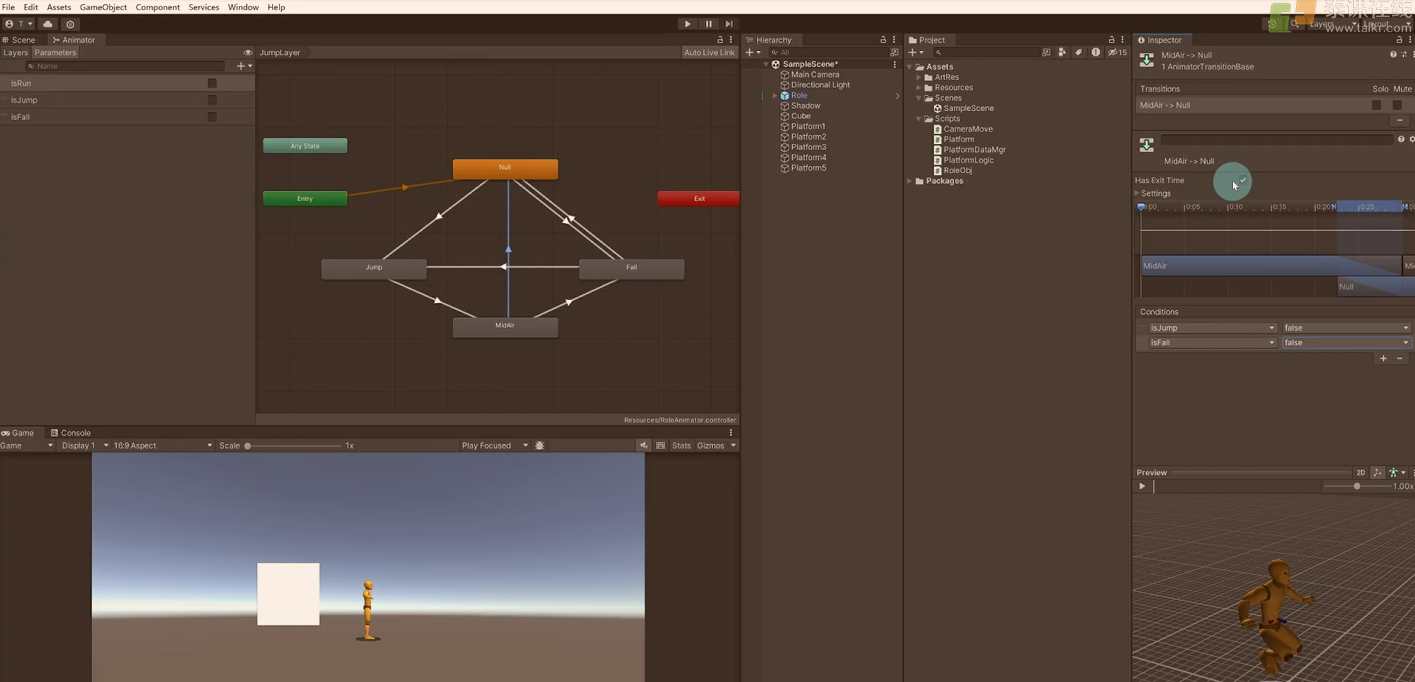 File Edit Assets GameObject Component Services Window Help
T
Layers Layout
www.taikr.com
Scene Animator
Layers Parameters
Name
isRun
isJump
isFall
JumpLayer
Auto Live Link
Any State
Entry
Null
Exit
Jump
Fall
MidAir
Resources/RoleAnimator.controller
Game Console
Game Display 1 16:9 Aspect Scale 1x Play Focused Stats Gizmos
Hierarchy
All
SampleScene*
Main Camera
Directional Light
Role
Shadow
Cube
Platform1
Platform2
Platform3
Platform4
Platform5
Project
15
Assets
ArtRes
Resources
Scenes
SampleScene
Scripts
CameraMove
Platform
PlatformDataMgr
PlatformLogic
RoleObj
Packages
Inspector
MidAir -> Null
1 AnimatorTransitionBase
Transitions Solo Mute
MidAir -> Null
MidAir -> Null
Has Exit Time
Settings
0:00 0:05 0:10 0:15 0:20 0:25
MidAir
Null
Conditions
isJump false
isFall false
Preview 2D
1.00x